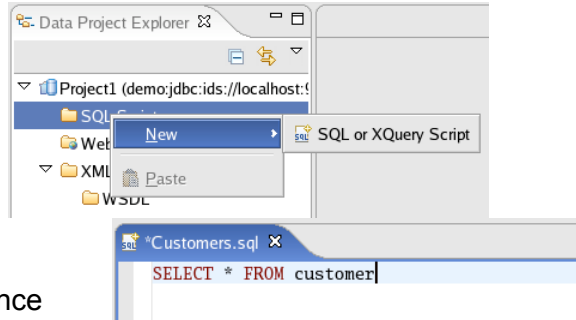 Data Project Explorer
Project1 (demo:jdbc:ids://localhost:
SQL
New
SQL or XQuery Script
Web
XML
Paste
WSDL
*Customers.sql
SELECT * FROM customer
nce